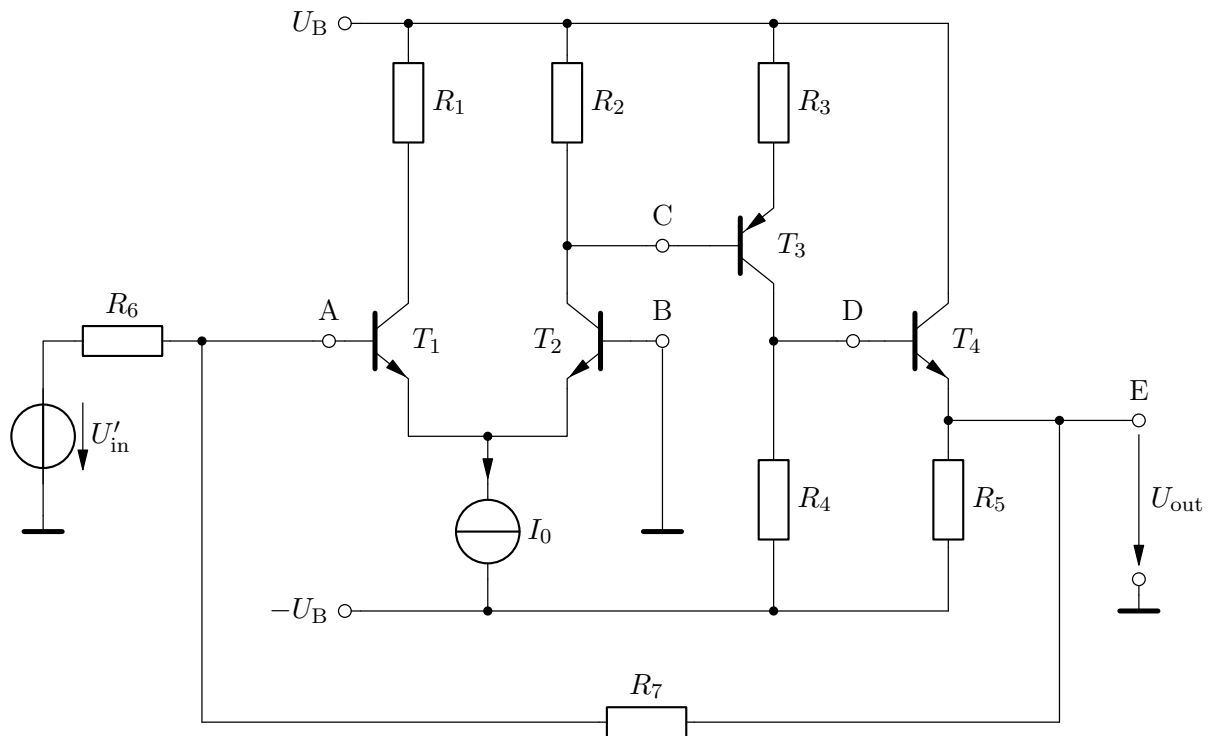 U_B
R_1
R_2
R_3
C
T_3
R_6
A
T_1
T_2
B
D
T_4
E
U'_in
I_0
R_4
R_5
U_out
−U_B
R_7